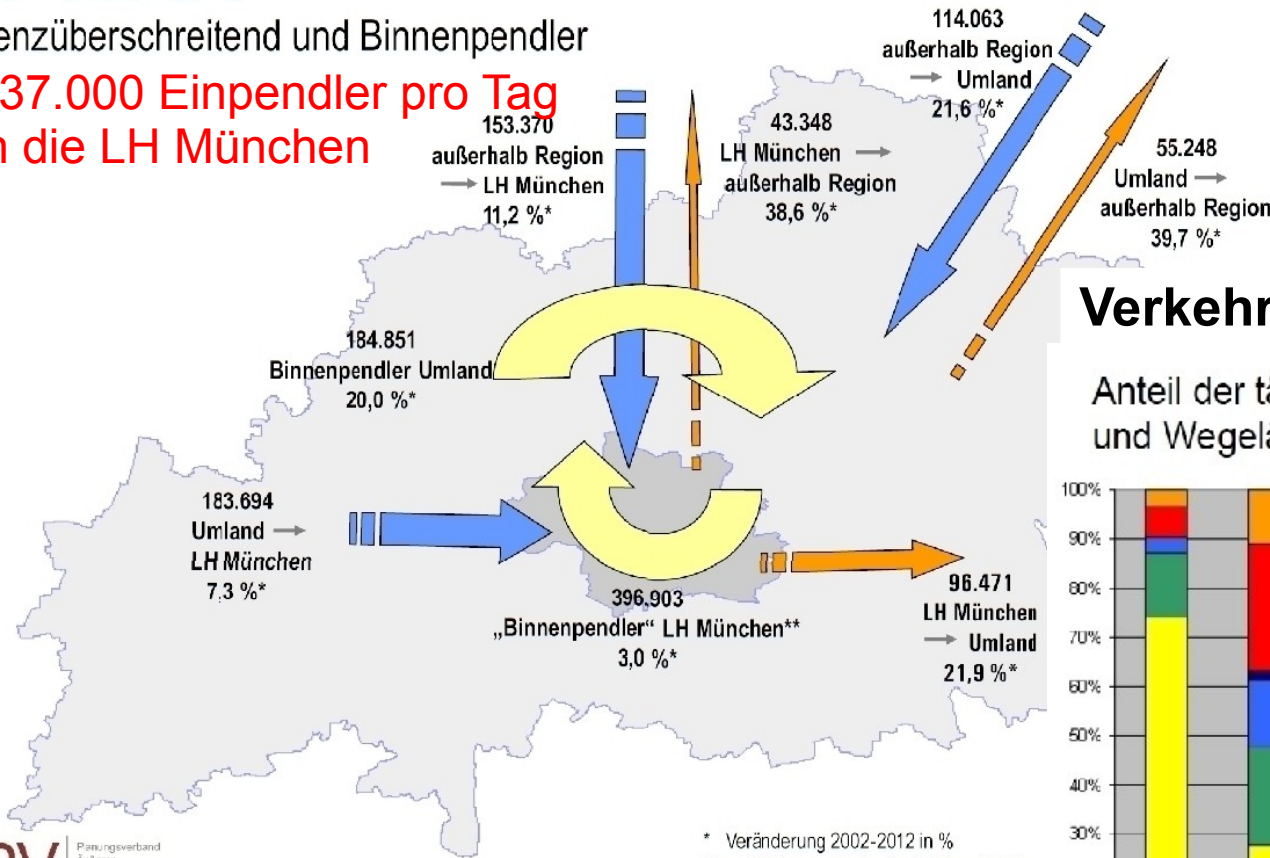 enzüberschreitend und Binnenpendler
37.000 Einpendler pro Tag
n die LH München
153.370
außerhalb Region
→ LH München
11,2 %*
43.348
LH München →
außerhalb Region
38,6 %*
114.063
außerhalb Region
→ Umland
21,6 %*
55.248
Umland →
außerhalb Region
39,7 %*
184.851
Binnenpendler Umland
20,0 %*
183.694
Umland →
LH München
7,3 %*
396.903
„Binnenpendler“ LH München**
3,0 %*
96.471
LH München
→ Umland
21,9 %*
* Veränderung 2002-2012 in %
Planungsverband
Verkehr
Anteil der tä
und Wegelä
100%
90%
80%
70%
60%
50%
40%
30%